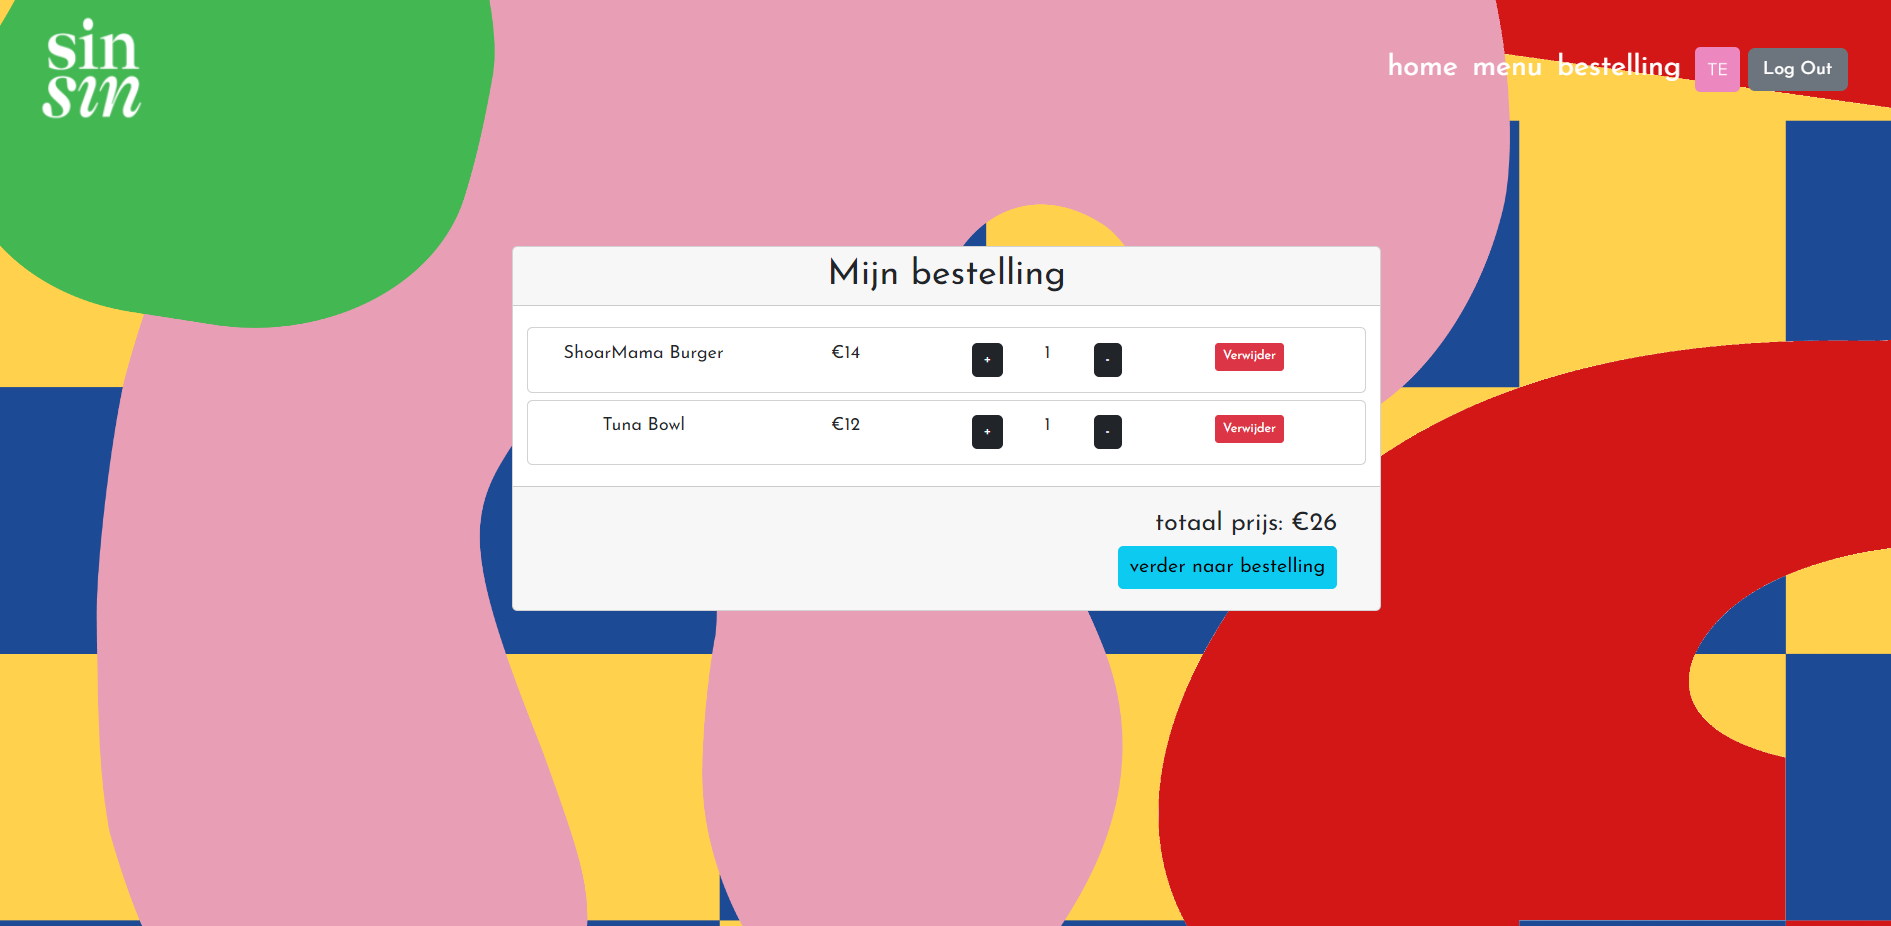 sin
sin
home menu bestelling TE Log Out
Mijn bestelling
ShoarMama Burger €14 + 1 - Verwijder
Tuna Bowl €12 + 1 - Verwijder
totaal prijs: €26
verder naar bestelling